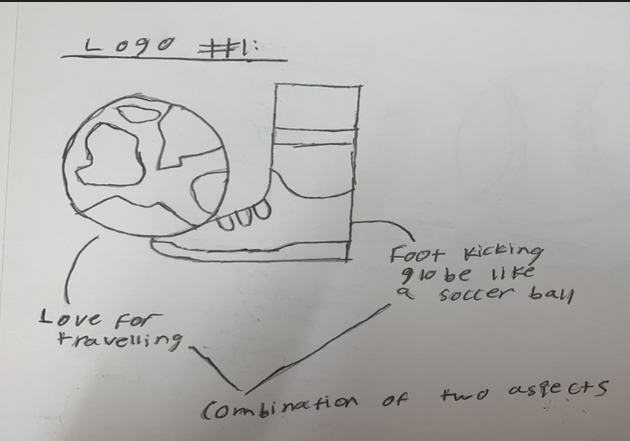 Logo #1:
Foot kicking
globe like
a soccer ball
Love for
travelling
Combination of two aspects